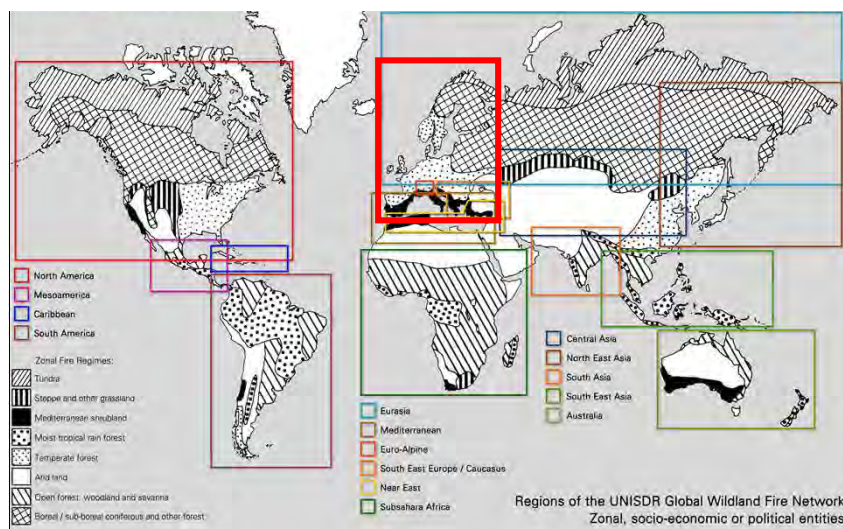 North America
Mesoamerica
Caribbean
South America
Zonal Fire Regimes:
Tundra
Steppe and other grassland
Mediterranean shrubland
Moist tropical rain forest
Temperate forest
Arid land
Open forest, woodland and savanna
Boreal / sub-boreal coniferous and other forest
Eurasia
Mediterranean
Euro-Alpine
South East Europe / Caucasus
Near East
Subsahara Africa
Central Asia
North East Asia
South Asia
South East Asia
Australia
Regions of the UNISDR Global Wildland Fire Network
Zonal, socio-economic or political entities